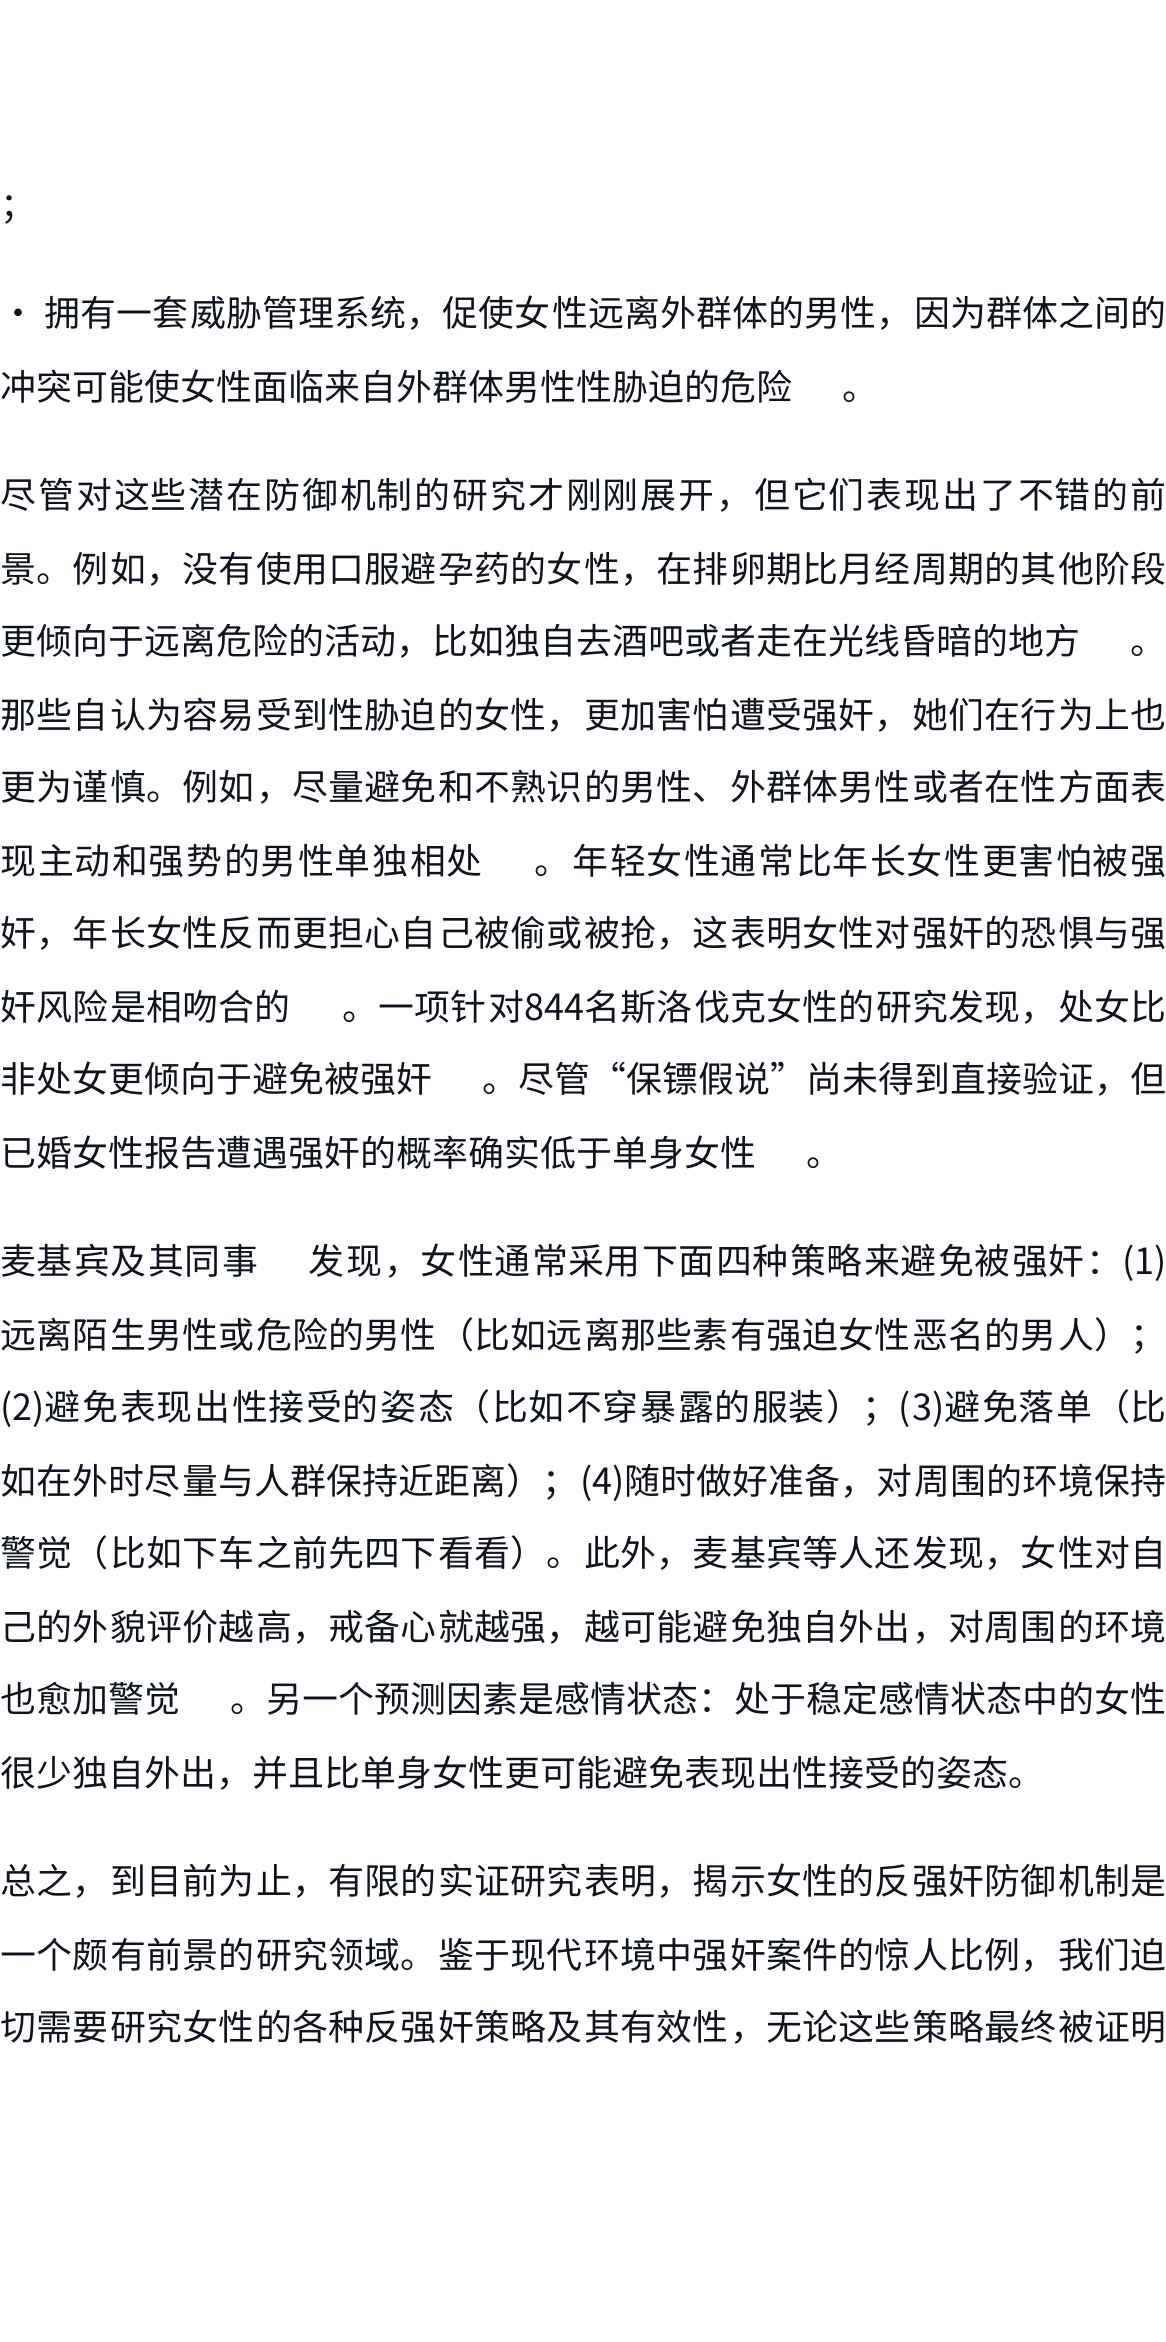 ；
· 拥有一套威胁管理系统，促使女性远离外群体的男性，因为群体之间的
冲突可能使女性面临来自外群体男性性胁迫的危险 。
尽管对这些潜在防御机制的研究才刚刚展开，但它们表现出了不错的前
景。例如，没有使用口服避孕药的女性，在排卵期比月经周期的其他阶段
更倾向于远离危险的活动，比如独自去酒吧或者走在光线昏暗的地方 。
那些自认为容易受到性胁迫的女性，更加害怕遭受强奸，她们在行为上也
更为谨慎。例如，尽量避免和不熟识的男性、外群体男性或者在性方面表
现主动和强势的男性单独相处 。年轻女性通常比年长女性更害怕被强
奸，年长女性反而更担心自己被偷或被抢，这表明女性对强奸的恐惧与强
奸风险是相吻合的 。一项针对844名斯洛伐克女性的研究发现，处女比
非处女更倾向于避免被强奸 。尽管“保镖假说”尚未得到直接验证，但
已婚女性报告遭遇强奸的概率确实低于单身女性 。
麦基宾及其同事 发现，女性通常采用下面四种策略来避免被强奸：(1)
远离陌生男性或危险的男性（比如远离那些素有强迫女性恶名的男人）；
(2)避免表现出性接受的姿态（比如不穿暴露的服装）；(3)避免落单（比
如在外时尽量与人群保持近距离）；(4)随时做好准备，对周围的环境保持
警觉（比如下车之前先四下看看）。此外，麦基宾等人还发现，女性对自
己的外貌评价越高，戒备心就越强，越可能避免独自外出，对周围的环境
也愈加警觉 。另一个预测因素是感情状态：处于稳定感情状态中的女性
很少独自外出，并且比单身女性更可能避免表现出性接受的姿态。
总之，到目前为止，有限的实证研究表明，揭示女性的反强奸防御机制是
一个颇有前景的研究领域。鉴于现代环境中强奸案件的惊人比例，我们迫
切需要研究女性的各种反强奸策略及其有效性，无论这些策略最终被证明